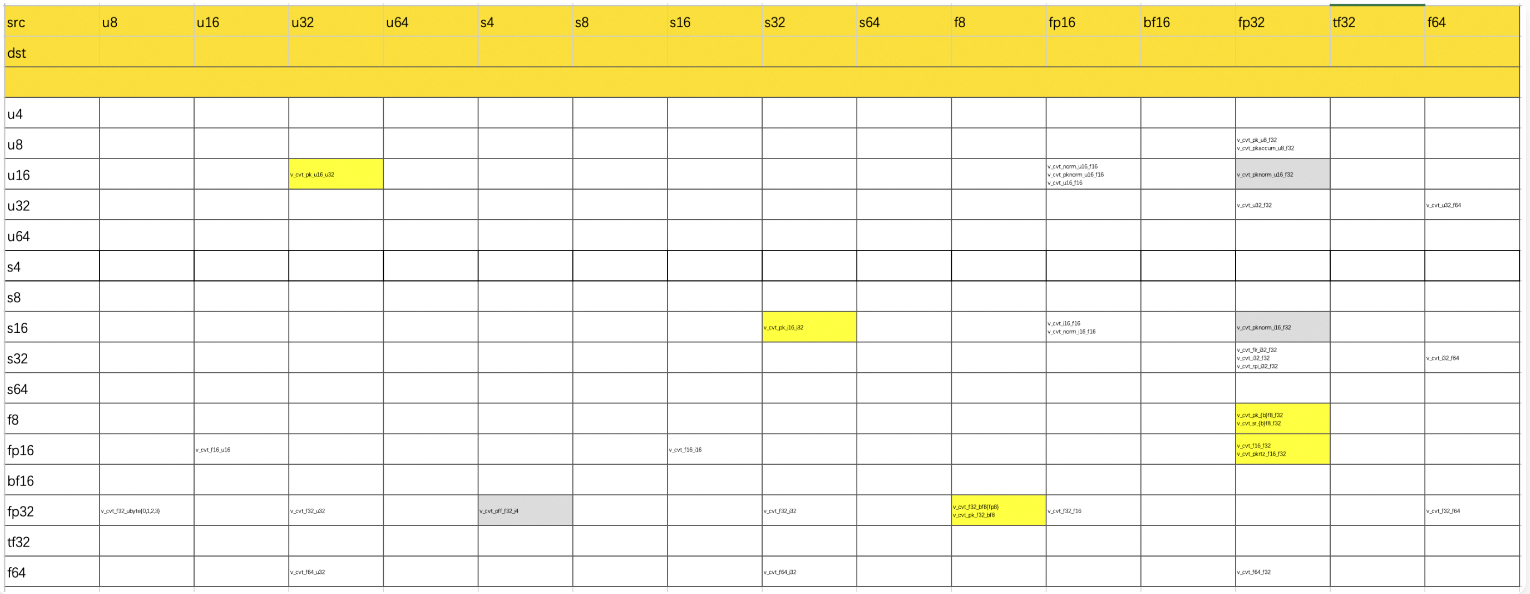 src u8 u16 u32 u64 s4 s8 s16 s32 s64 f8 fp16 bf16 fp32 tf32 f64
dst
u4
u8 v_cvt_pk_u8_f32
v_cvt_pkaccum_u8_f32
u16 v_cvt_pk_u16_u32 v_cvt_norm_u16_f16 v_cvt_pknorm_u16_f32
v_cvt_pknorm_u16_f16
v_cvt_u16_f16
u32 v_cvt_u32_f32 v_cvt_u32_f64
u64
s4
s8
s16 v_cvt_pk_i16_i32 v_cvt_i16_f16 v_cvt_pknorm_i16_f32
v_cvt_norm_i16_f16
s32 v_cvt_flr_i32_f32 v_cvt_i32_f64
v_cvt_i32_f32
v_cvt_rpi_i32_f32
s64
f8 v_cvt_pk_{b}f8_f32
v_cvt_sr_{b}f8_f32
fp16 v_cvt_f16_u16 v_cvt_f16_i16 v_cvt_f16_f32
v_cvt_pkrtz_f16_f32
bf16
fp32 v_cvt_f32_ubyte{0,1,2,3} v_cvt_f32_u32 v_cvt_off_f32_i4 v_cvt_f32_i32 v_cvt_f32_bf8{fp8} v_cvt_f32_f16 v_cvt_f32_f64
v_cvt_pk_f32_bf8
tf32
f64 v_cvt_f64_u32 v_cvt_f64_i32 v_cvt_f64_f32